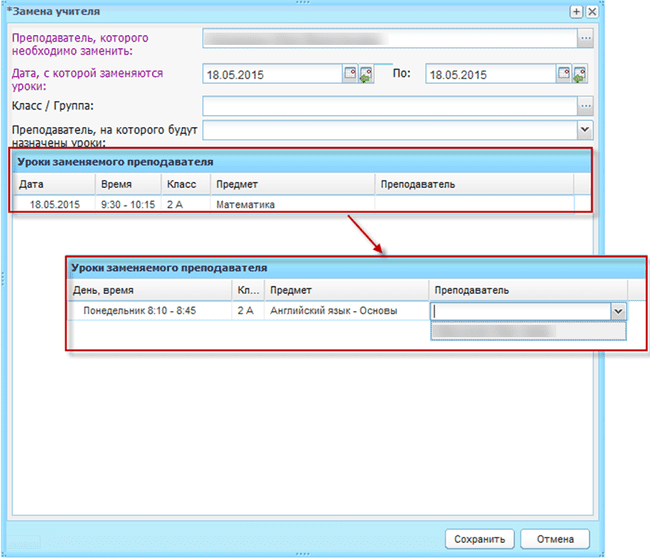 *Замена учителя
Преподаватель, которого
необходимо заменить:
Дата, с которой заменяются
уроки:
18.05.2015
По:
18.05.2015
Класс / Группа:
Преподаватель, на которого будут
назначены уроки:
Уроки заменяемого преподавателя
Дата Время Класс Предмет Преподаватель
18.05.2015 9:30 - 10:15 2 А Математика
Уроки заменяемого преподавателя
День, время Кл... Предмет Преподаватель
Понедельник 8:10 - 8:45 2 А Английский язык - Основы
Сохранить Отмена